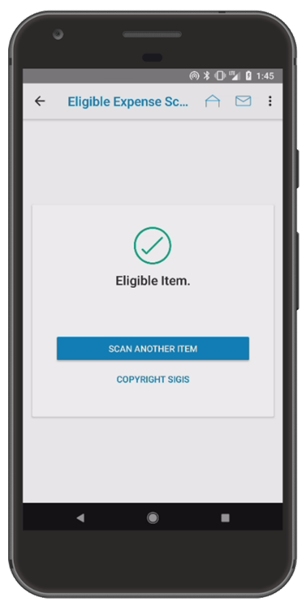 1:45
Eligible Expense Sc...
Eligible Item.
SCAN ANOTHER ITEM
COPYRIGHT SIGIS